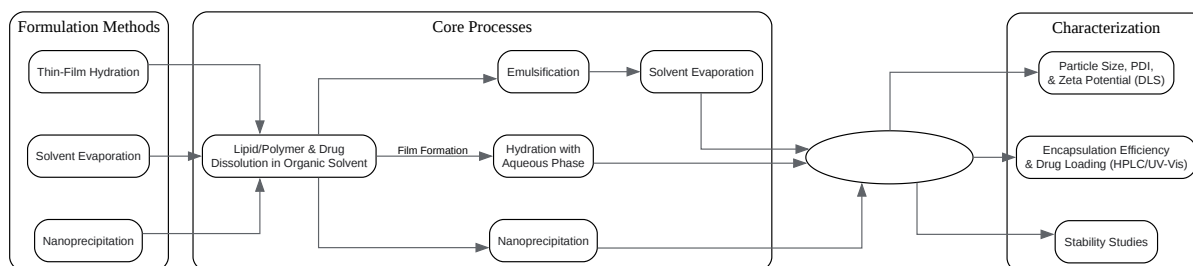 Formulation Methods
Thin-Film Hydration
Solvent Evaporation
Nanoprecipitation
Core Processes
Lipid/Polymer & Drug
Dissolution in Organic Solvent
Film Formation
Emulsification
Solvent Evaporation
Hydration with
Aqueous Phase
Nanoprecipitation
Characterization
Particle Size, PDI,
& Zeta Potential (DLS)
Encapsulation Efficiency
& Drug Loading (HPLC/UV-Vis)
Stability Studies